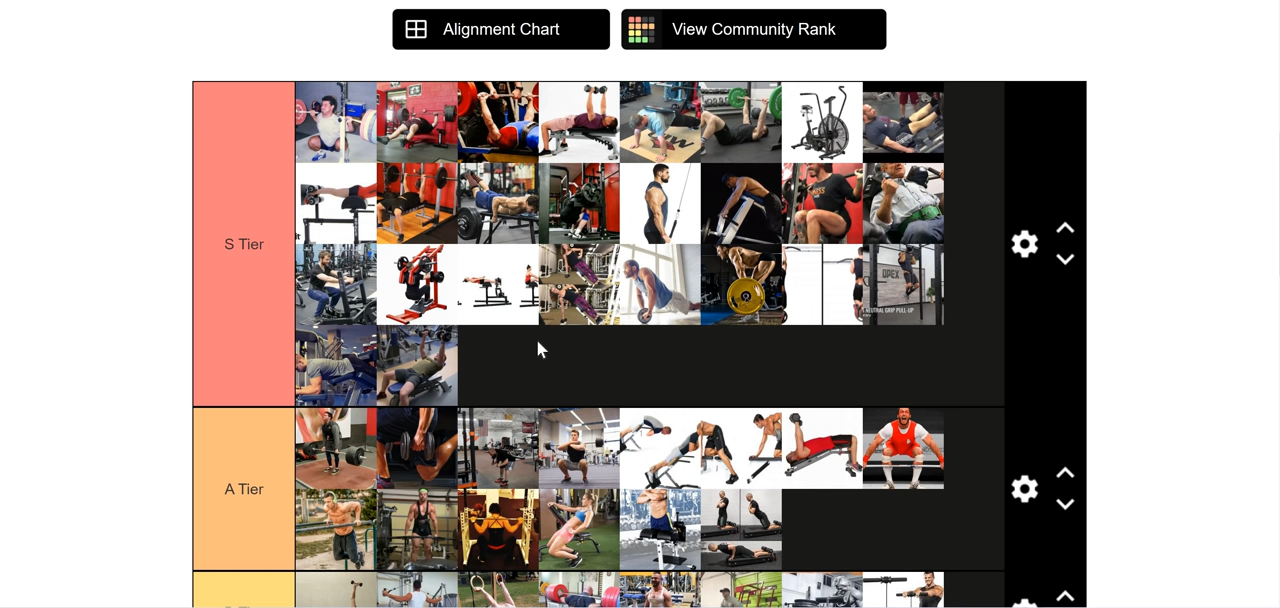 Alignment Chart
View Community Rank
S Tier
OPEX
NEUTRAL GRIP PULL-UP
A Tier